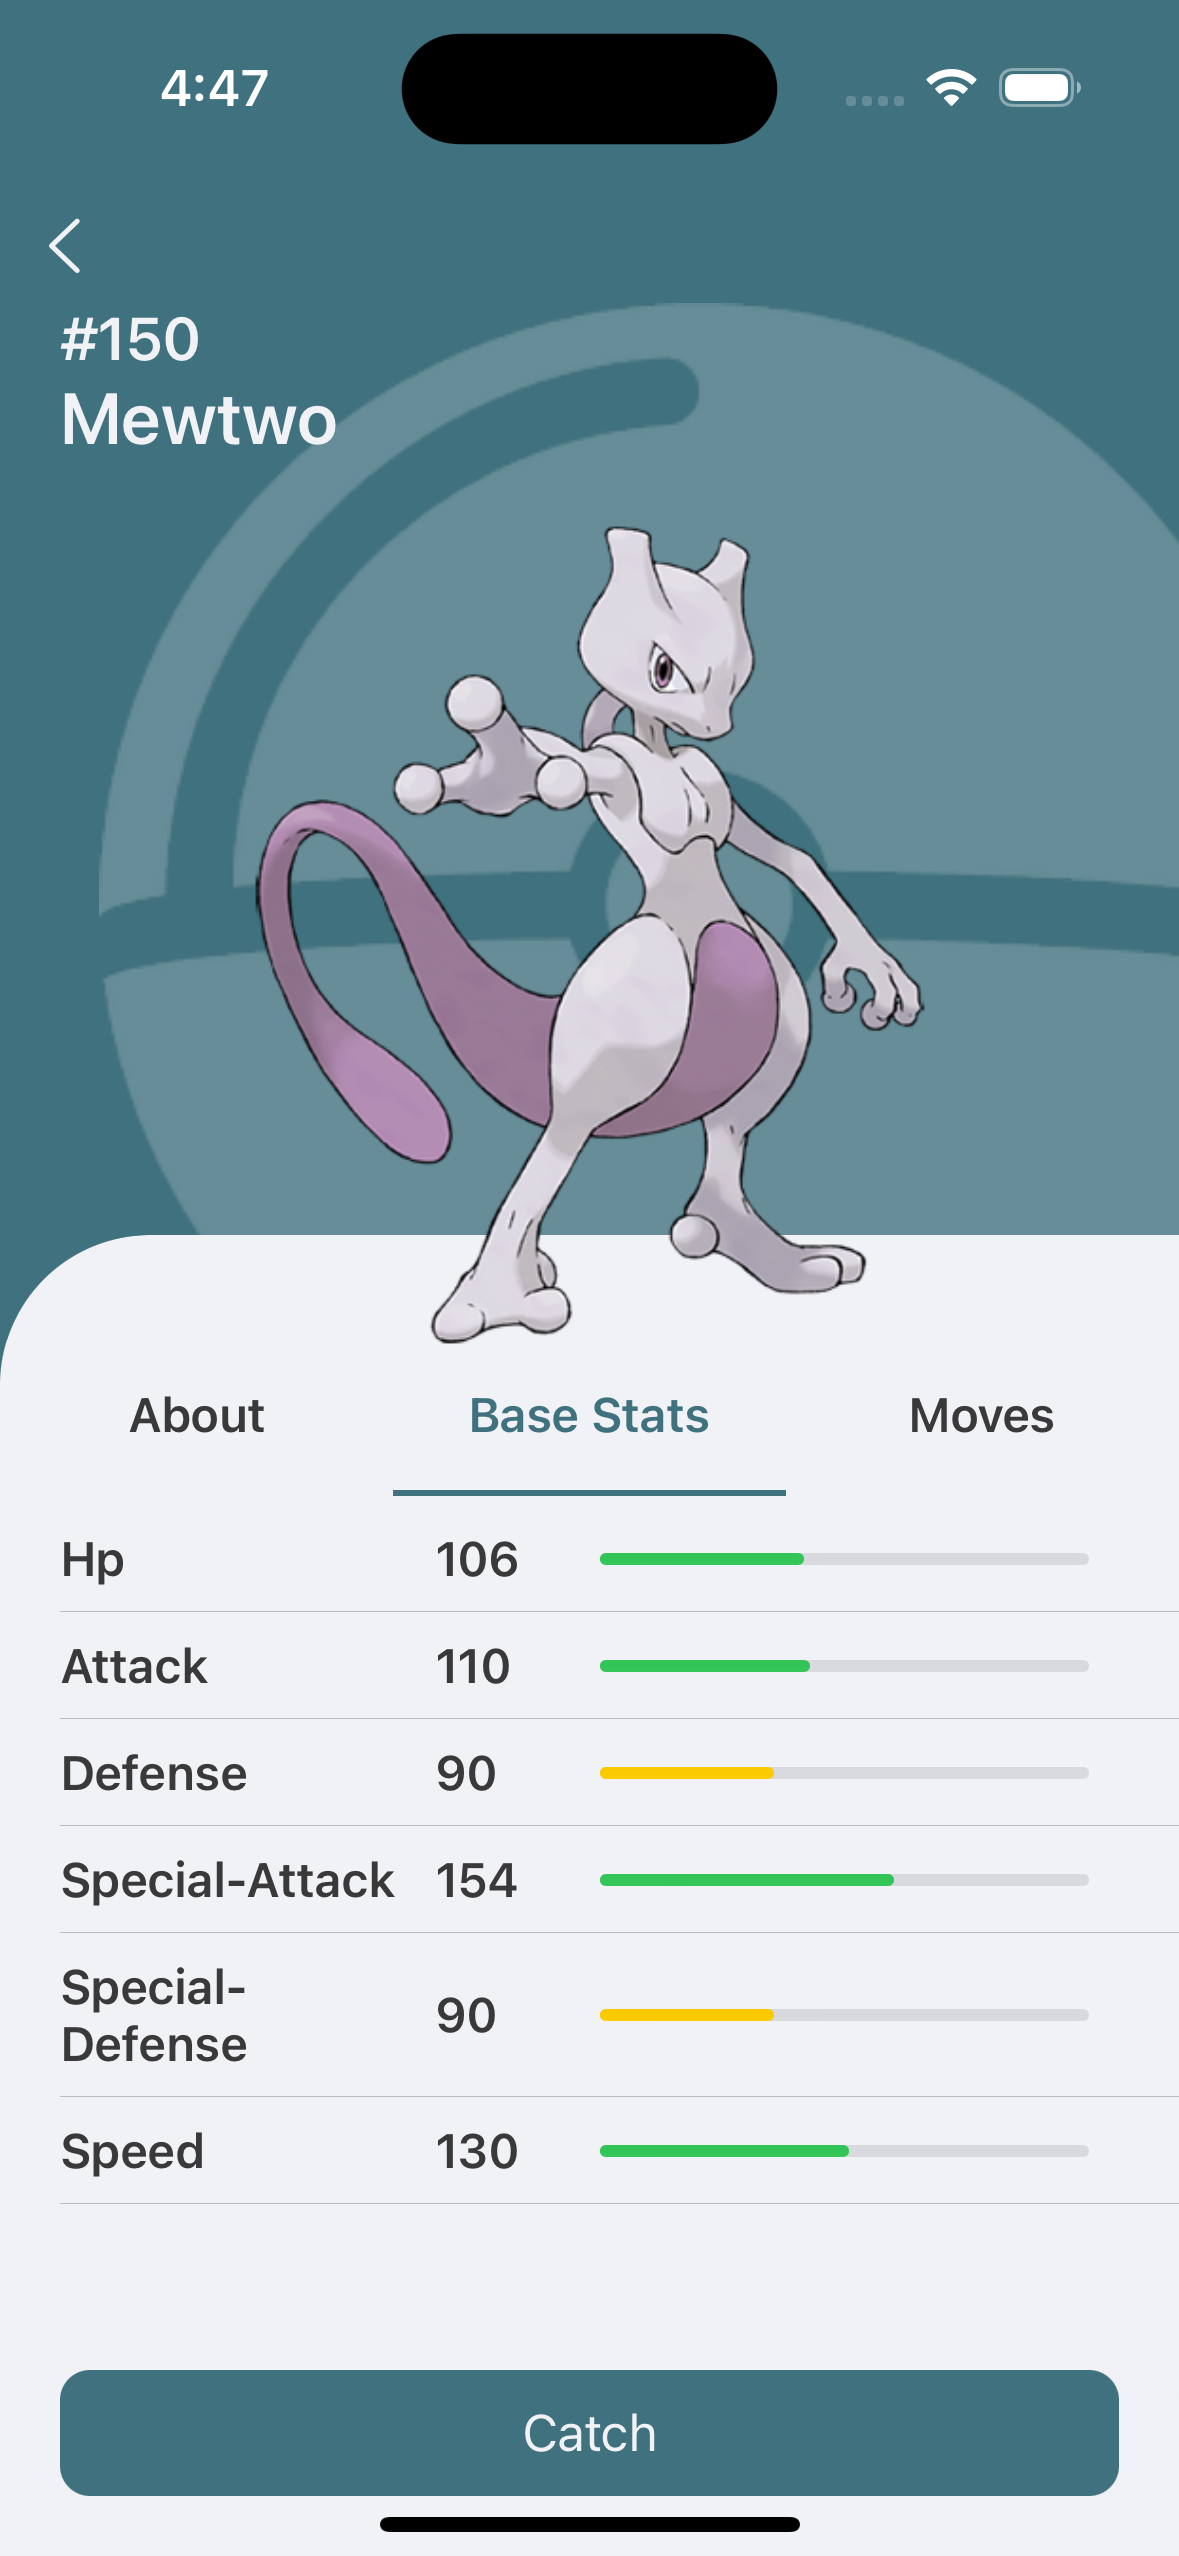 4:47
#150
Mewtwo
About Base Stats Moves
Hp 106
Attack 110
Defense 90
Special-Attack 154
Special-
Defense 90
Speed 130
Catch